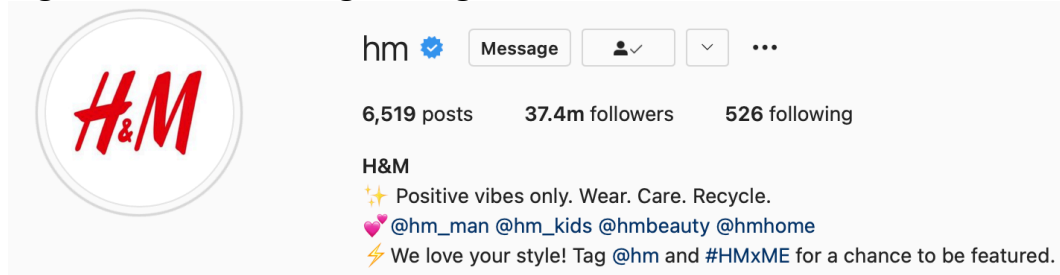 H&M
hm Message
6,519 posts 37.4m followers 526 following
H&M
✨ Positive vibes only. Wear. Care. Recycle.
💕@hm_man @hm_kids @hmbeauty @hmhome
⚡We love your style! Tag @hm and #HMxME for a chance to be featured.